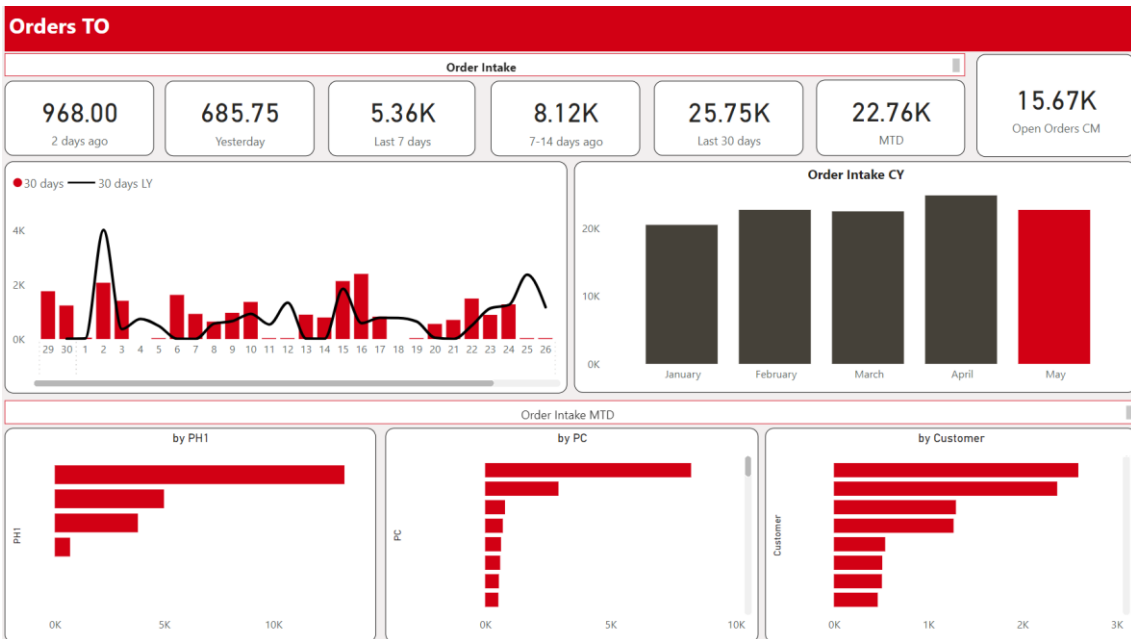 Orders TO
Order Intake
968.00
2 days ago
685.75
Yesterday
5.36K
Last 7 days
8.12K
7-14 days ago
25.75K
Last 30 days
22.76K
MTD
15.67K
Open Orders CM
30 days 30 days LY
4K
2K
0K
29 30 1 2 3 4 5 6 7 8 9 10 11 12 13 14 15 16 17 18 19 20 21 22 23 24 25 26
Order Intake CY
20K
10K
0K
January February March April May
Order Intake MTD
by PH1
PH1
0K 5K 10K
by PC
PC
0K 5K 10K
by Customer
Customer
0K 1K 2K 3K